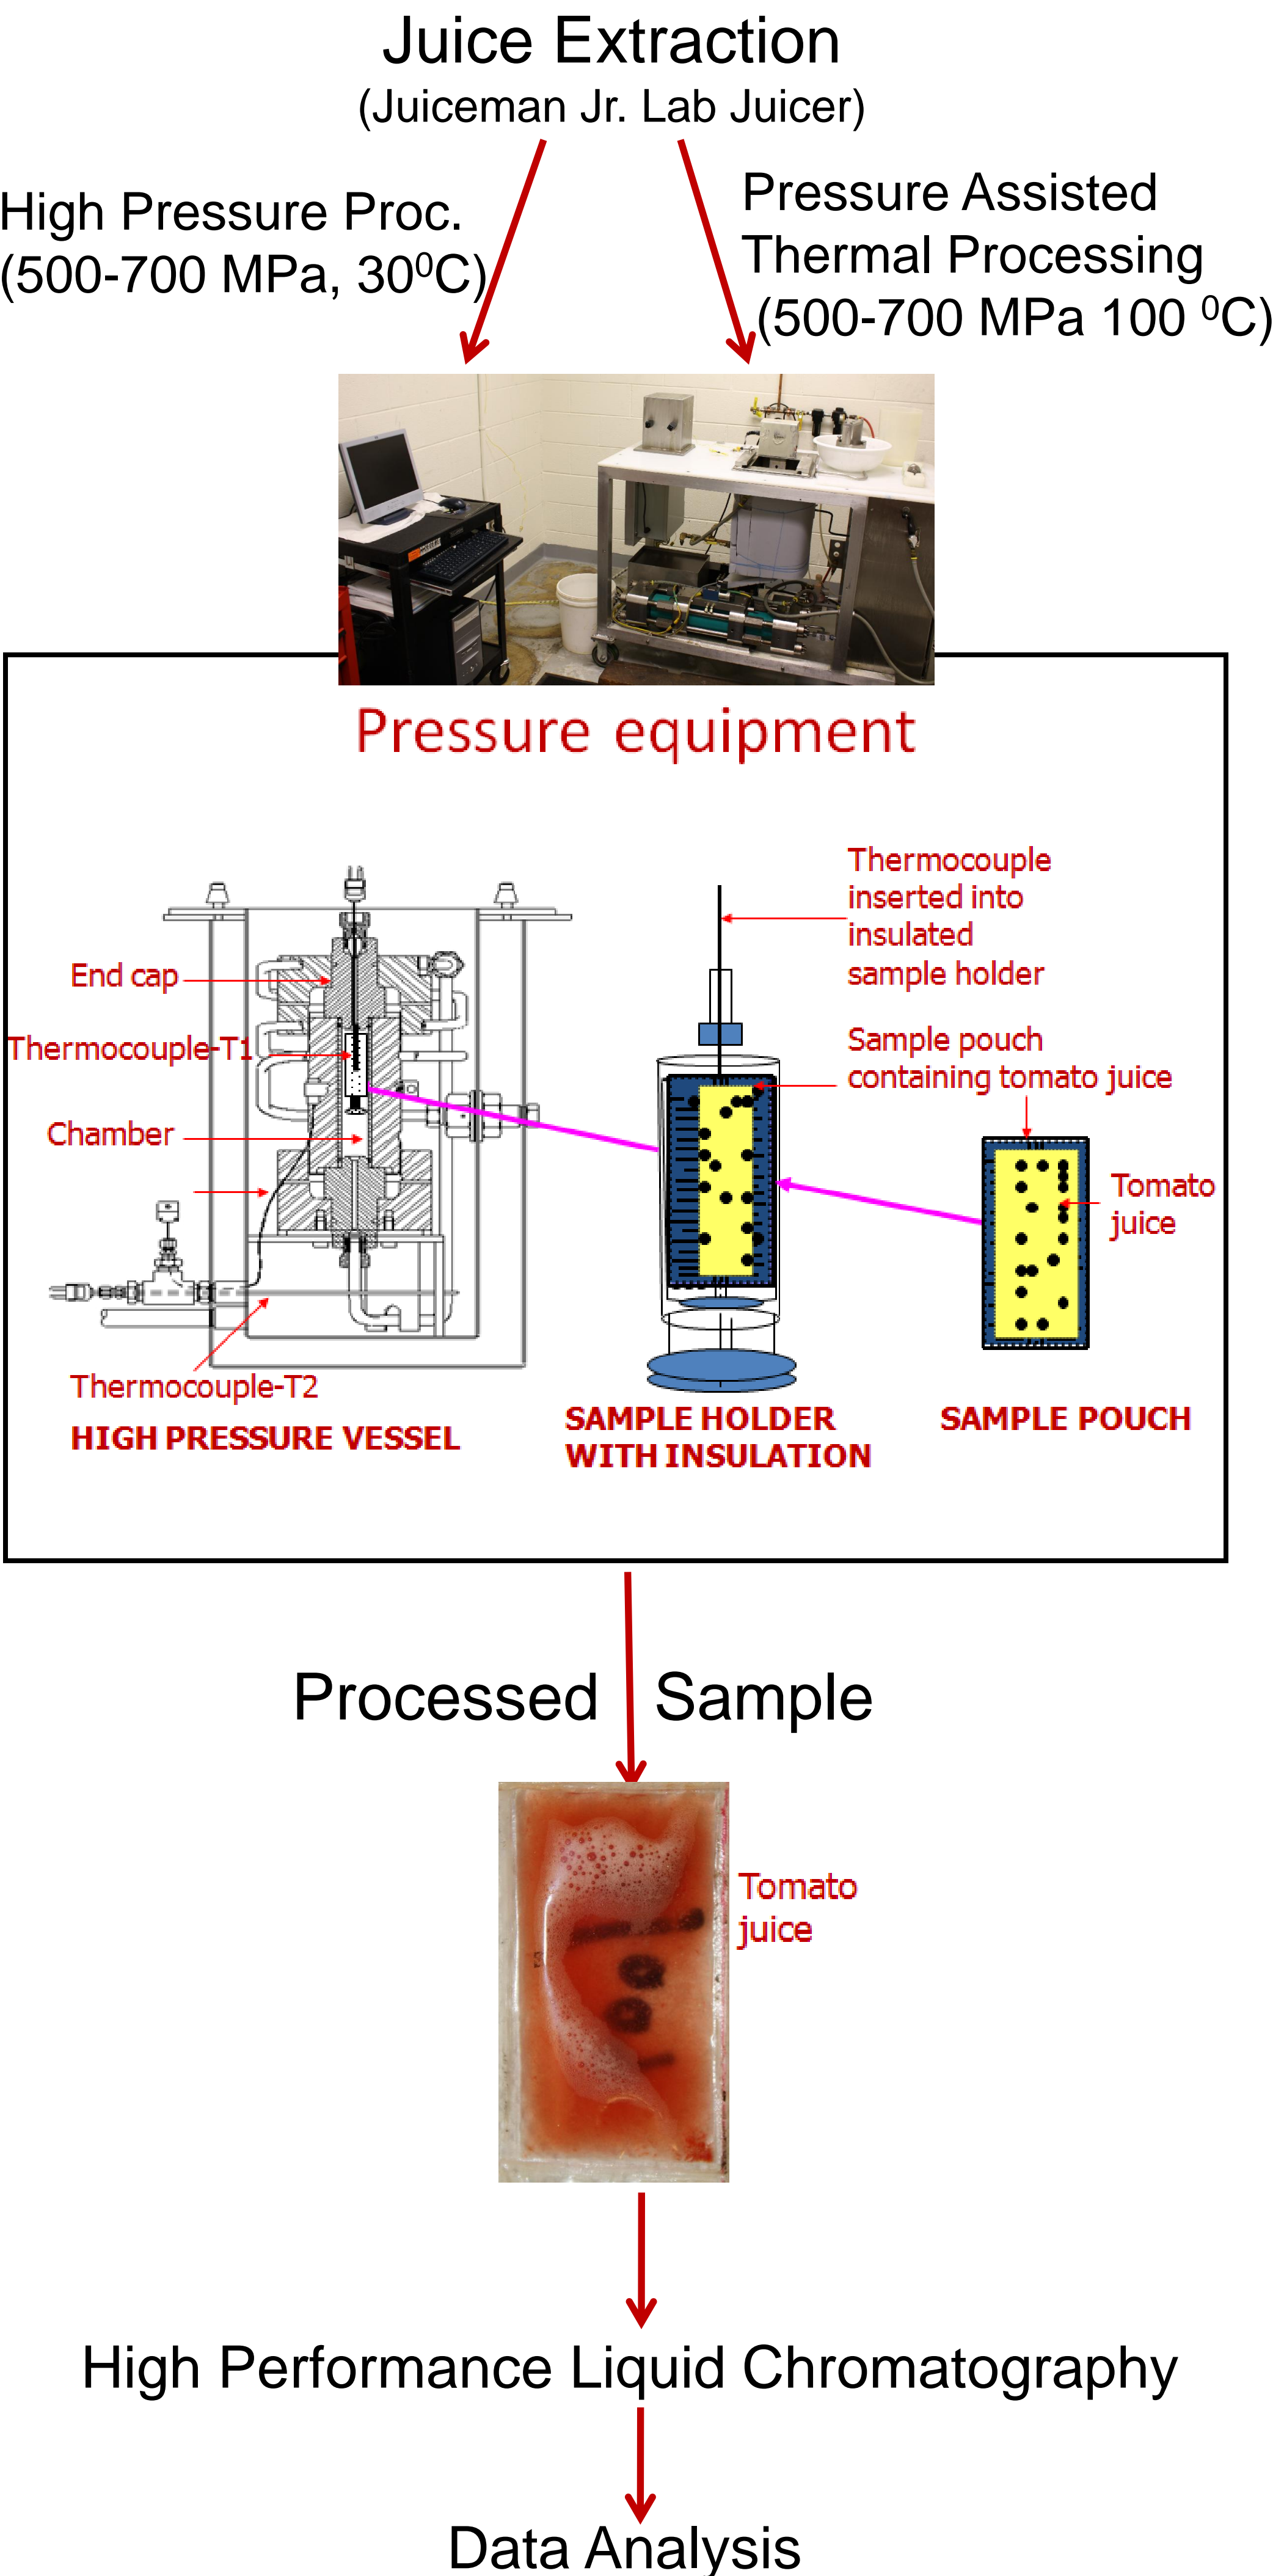 Juice Extraction
(Juiceman Jr. Lab Juicer)
High Pressure Proc.
(500-700 MPa, 30⁰C)
Pressure Assisted
Thermal Processing
(500-700 MPa 100 ⁰C)
Pressure equipment
Thermocouple
inserted into
insulated
sample holder
End cap
Thermocouple-T1
Sample pouch
containing tomato juice
Chamber
Tomato
juice
Thermocouple-T2
HIGH PRESSURE VESSEL
SAMPLE HOLDER
WITH INSULATION
SAMPLE POUCH
Processed Sample
Tomato
juice
High Performance Liquid Chromatography
Data Analysis